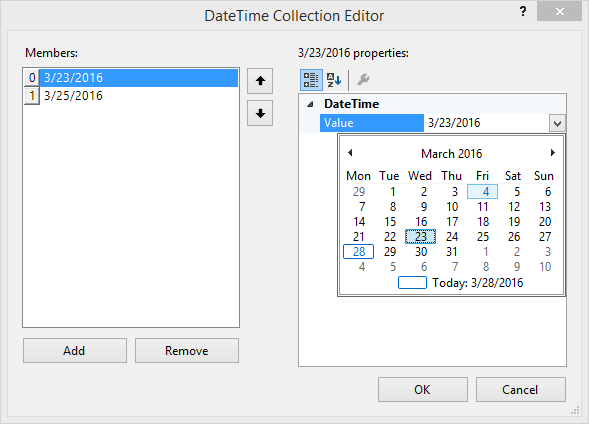 DateTime Collection Editor
Members:
0 3/23/2016
1 3/25/2016
Add Remove
3/23/2016 properties:
DateTime
Value 3/23/2016
March 2016
Mon Tue Wed Thu Fri Sat Sun
29 1 2 3 4 5 6
7 8 9 10 11 12 13
14 15 16 17 18 19 20
21 22 23 24 25 26 27
28 29 30 31 1 2 3
4 5 6 7 8 9 10
Today: 3/28/2016
OK Cancel